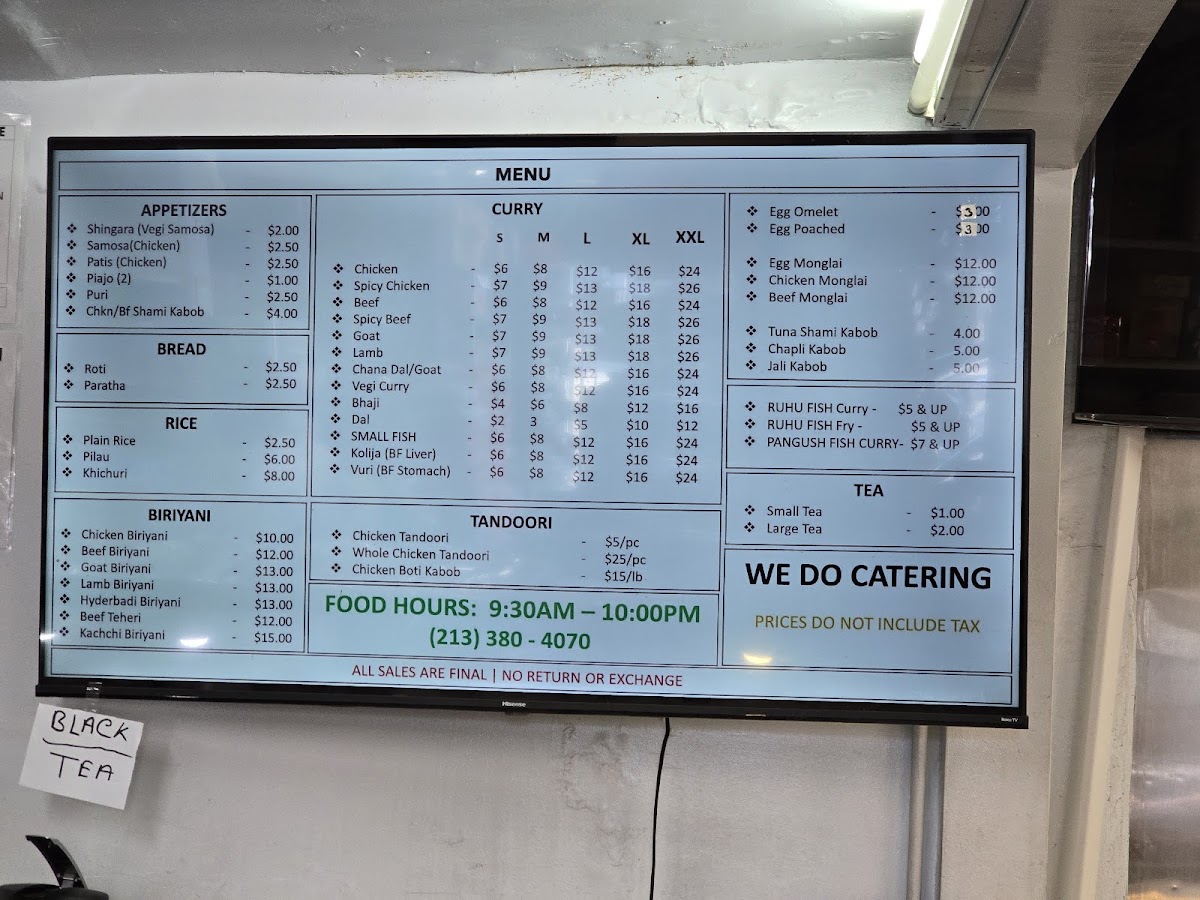 MENU
APPETIZERS
❖ Shingara (Vegi Samosa) - $2.00
❖ Samosa(Chicken) - $2.50
❖ Patis (Chicken) - $2.50
❖ Piajo (2) - $1.00
❖ Puri - $2.50
❖ Chkn/Bf Shami Kabob - $4.00
BREAD
❖ Roti - $2.50
❖ Paratha - $2.50
RICE
❖ Plain Rice - $2.50
❖ Pilau - $6.00
❖ Khichuri - $8.00
BIRIYANI
❖ Chicken Biriyani - $10.00
❖ Beef Biriyani - $12.00
❖ Goat Biriyani - $13.00
❖ Lamb Biriyani - $13.00
❖ Hyderbadi Biriyani - $13.00
❖ Beef Teheri - $12.00
❖ Kachchi Biriyani - $15.00
CURRY
S M L XL XXL
❖ Chicken - $6 $8 $12 $16 $24
❖ Spicy Chicken - $7 $9 $13 $18 $26
❖ Beef - $6 $8 $12 $16 $24
❖ Spicy Beef - $7 $9 $13 $18 $26
❖ Goat - $7 $9 $13 $18 $26
❖ Lamb - $7 $9 $13 $18 $26
❖ Chana Dal/Goat - $6 $8 $12 $16 $24
❖ Vegi Curry - $6 $8 $12 $16 $24
❖ Bhaji - $4 $6 $8 $12 $16
❖ Dal - $2 3 $5 $10 $12
❖ SMALL FISH - $6 $8 $12 $16 $24
❖ Kolija (BF Liver) - $6 $8 $12 $16 $24
❖ Vuri (BF Stomach) - $6 $8 $12 $16 $24
TANDOORI
❖ Chicken Tandoori - $5/pc
❖ Whole Chicken Tandoori - $25/pc
❖ Chicken Boti Kabob - $15/lb
FOOD HOURS: 9:30AM – 10:00PM
(213) 380 - 4070
❖ Egg Omelet - $3.00
❖ Egg Poached - $3.00
❖ Egg Monglai - $12.00
❖ Chicken Monglai - $12.00
❖ Beef Monglai - $12.00
❖ Tuna Shami Kabob - 4.00
❖ Chapli Kabob - 5.00
❖ Jali Kabob - 5.00
❖ RUHU FISH Curry - $5 & UP
❖ RUHU FISH Fry - $5 & UP
❖ PANGUSH FISH CURRY- $7 & UP
TEA
❖ Small Tea - $1.00
❖ Large Tea - $2.00
WE DO CATERING
PRICES DO NOT INCLUDE TAX
ALL SALES ARE FINAL | NO RETURN OR EXCHANGE
Hisense
Roku TV
BLACK
TEA